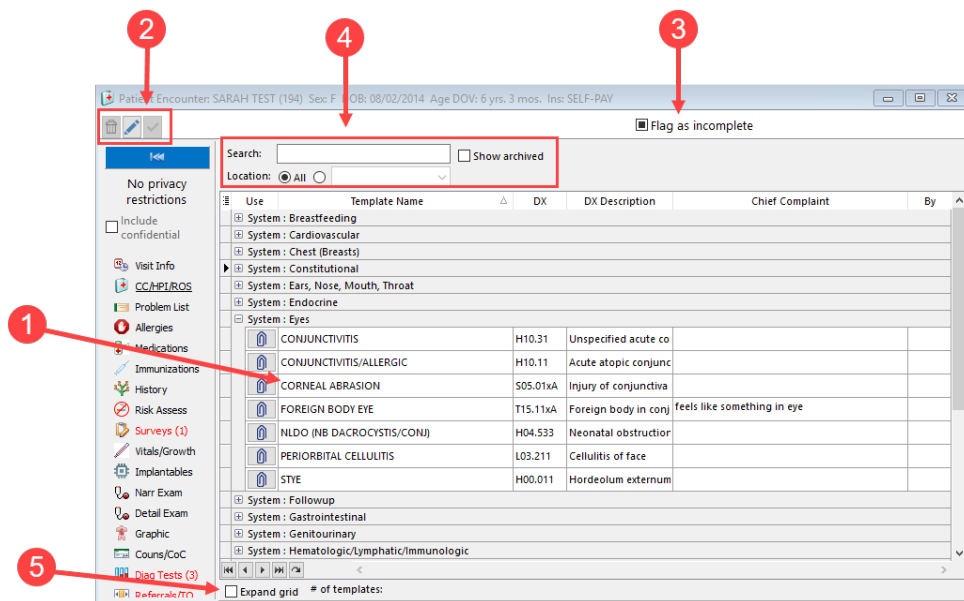 2
4
3
Patient Encounter: SARAH TEST (194) Sex: F DOB: 08/02/2014 Age DOV: 6 yrs. 3 mos. Ins: SELF-PAY
Flag as incomplete
Search:
Show archived
Location: All
No privacy
restrictions
Include
confidential
Visit Info
CC/HPI/ROS
Problem List
Allergies
Medications
Immunizations
History
Risk Assess
Surveys (1)
Vitals/Growth
Implantables
Narr Exam
Detail Exam
Graphic
Couns/CoC
Diag Tests (3)
Referrals/TO
1
5
Use Template Name DX DX Description Chief Complaint By
System : Breastfeeding
System : Cardiovascular
System : Chest (Breasts)
System : Constitutional
System : Ears, Nose, Mouth, Throat
System : Endocrine
System : Eyes
CONJUNCTIVITIS H10.31 Unspecified acute co
CONJUNCTIVITIS/ALLERGIC H10.11 Acute atopic conjunc
CORNEAL ABRASION S05.01xA Injury of conjunctiva
FOREIGN BODY EYE T15.11xA Foreign body in conj feels like something in eye
NLDO (NB DACROCYSTIS/CONJ) H04.533 Neonatal obstruction
PERIORBITAL CELLULITIS L03.211 Cellulitis of face
STYE H00.011 Hordeolum externum
System : Followup
System : Gastrointestinal
System : Genitourinary
System : Hematologic/Lymphatic/Immunologic
Expand grid # of templates: